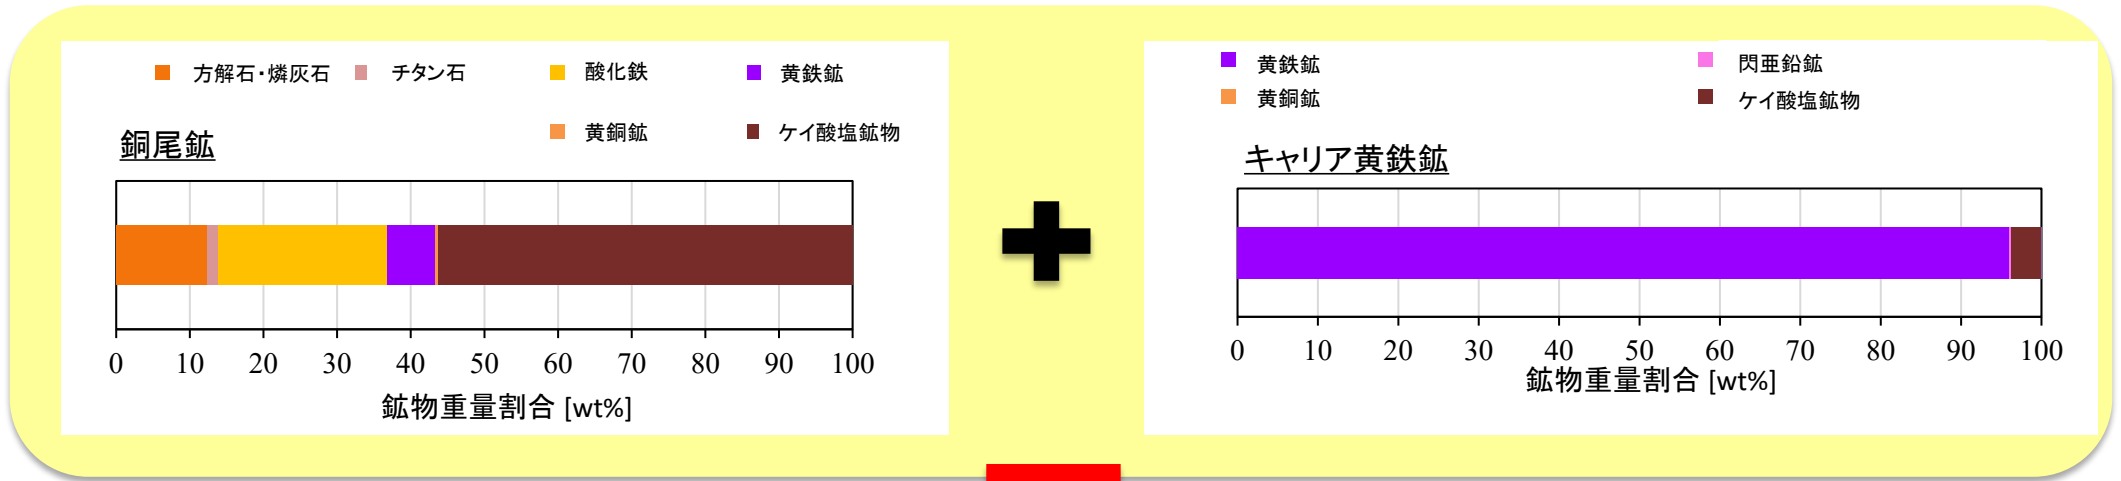 方解石・燐灰石 チタン石 酸化鉄 黄鉄鉱
黄銅鉱 ケイ酸塩鉱物
銅尾鉱
0 10 20 30 40 50 60 70 80 90 100
鉱物重量割合 [wt%]
黄鉄鉱 閃亜鉛鉱
黄銅鉱 ケイ酸塩鉱物
キャリア黄鉄鉱
0 10 20 30 40 50 60 70 80 90 100
鉱物重量割合 [wt%]